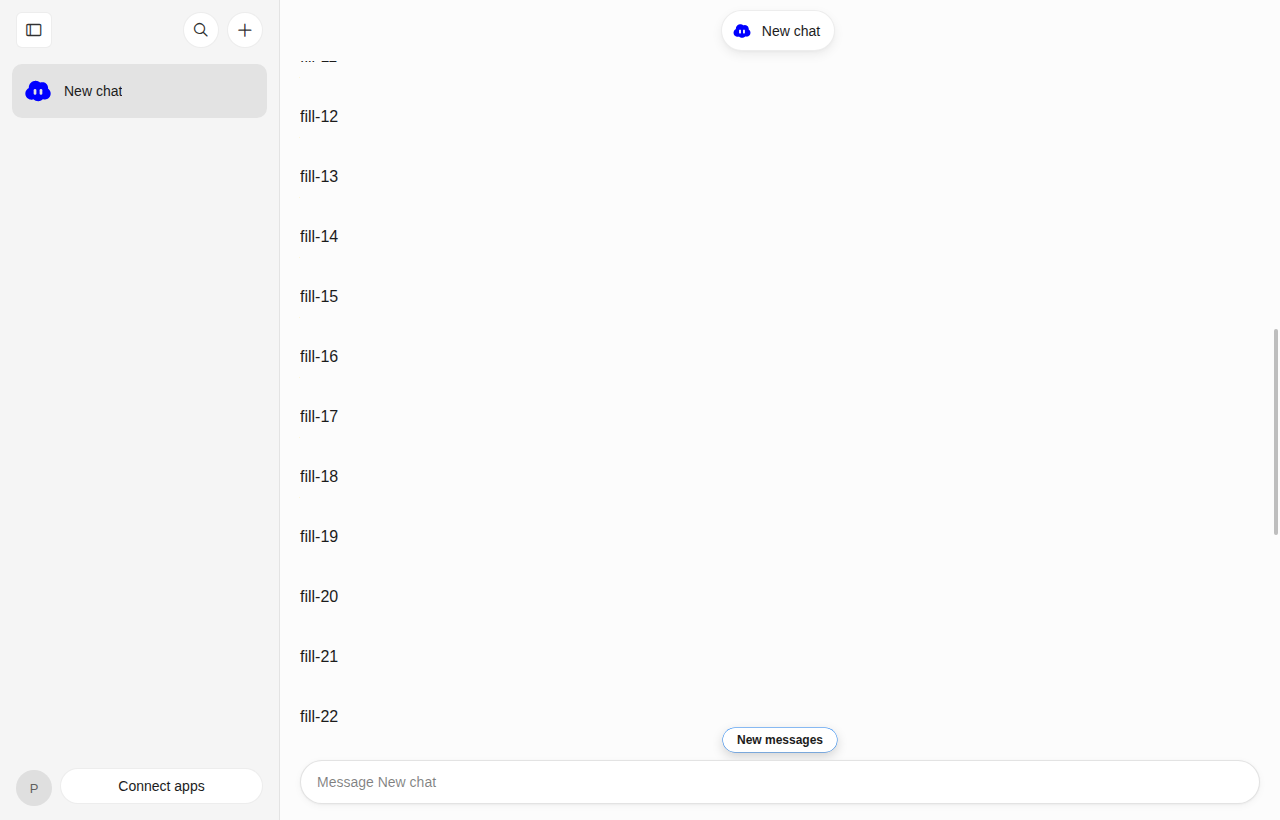 New chat
New chat
fill-12
fill-13
fill-14
fill-15
fill-16
fill-17
fill-18
fill-19
fill-20
fill-21
fill-22
New messages
Message New chat
P
Connect apps